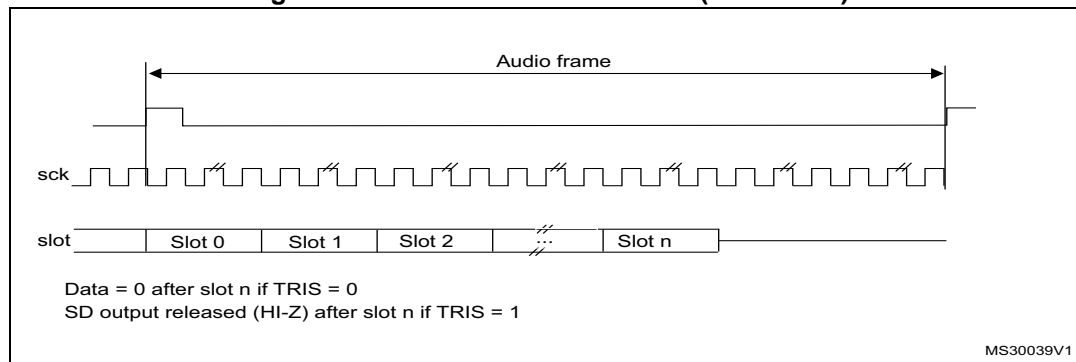 Audio frame
sck
slot
Slot 0
Slot 1
Slot 2
...
Slot n
Data = 0 after slot n if TRIS = 0
SD output released (HI-Z) after slot n if TRIS = 1
MS30039V1